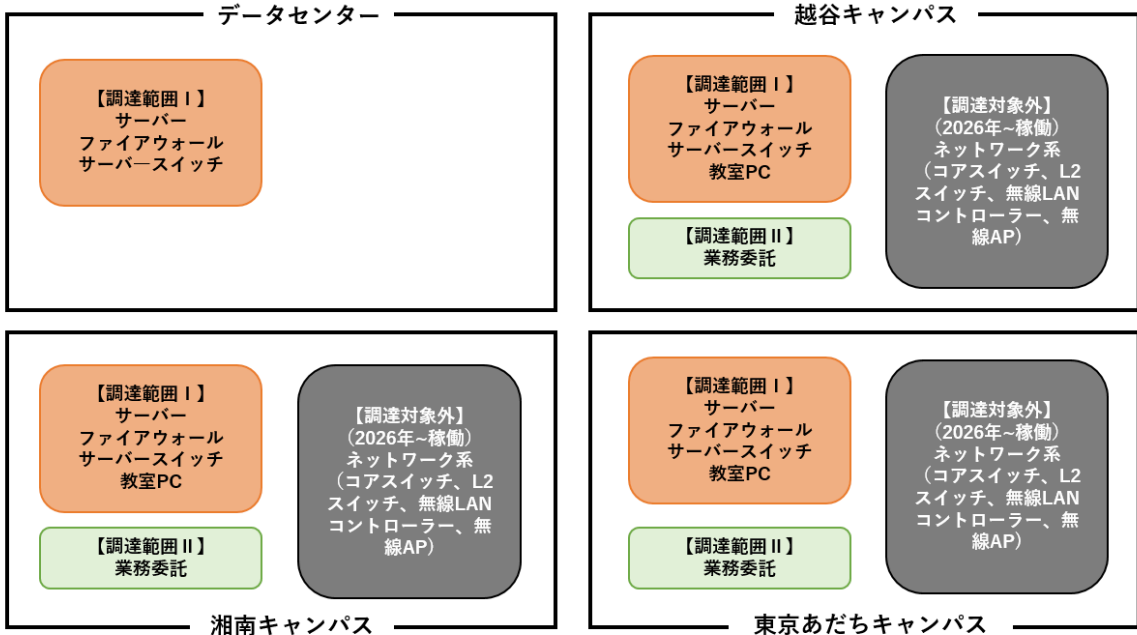 データセンター
【調達範囲Ⅰ】
サーバー
ファイアウォール
サーバ―スイッチ
越谷キャンパス
【調達範囲Ⅰ】
サーバー
ファイアウォール
サーバースイッチ
教室PC
【調達範囲Ⅱ】
業務委託
【調達対象外】
（2026年~稼働）
ネットワーク系
（コアスイッチ、L2
スイッチ、無線LAN
コントローラー、無
線AP）
【調達範囲Ⅰ】
サーバー
ファイアウォール
サーバースイッチ
教室PC
【調達範囲Ⅱ】
業務委託
【調達対象外】
（2026年~稼働）
ネットワーク系
（コアスイッチ、L2
スイッチ、無線LAN
コントローラー、無
線AP）
湘南キャンパス
【調達範囲Ⅰ】
サーバー
ファイアウォール
サーバースイッチ
教室PC
【調達範囲Ⅱ】
業務委託
【調達対象外】
（2026年~稼働）
ネットワーク系
（コアスイッチ、L2
スイッチ、無線LAN
コントローラー、無
線AP）
東京あだちキャンパス